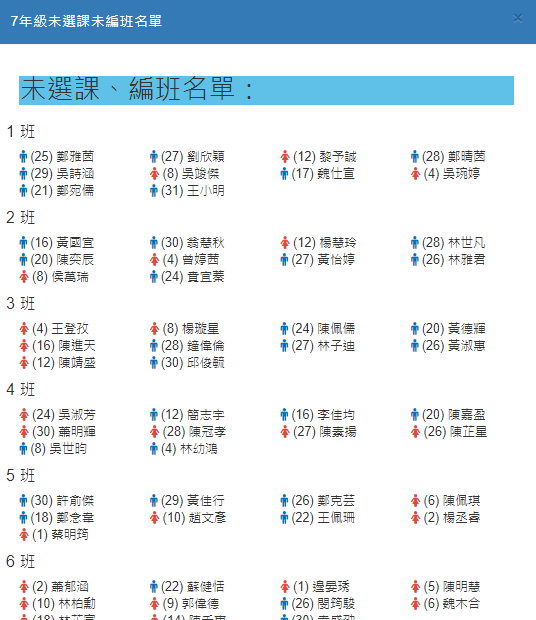 7年級未選課未編班名單
×
未選課、編班名單：
1 班
(25) 鄭雅茵 (27) 劉欣穎 (12) 黎予誠 (28) 鄭晴茵
(29) 吳詩涵 (8) 吳竣傑 (17) 魏仕宣 (4) 吳琬婷
(21) 鄭宛儒 (31) 王小明
2 班
(16) 黃國宜 (30) 翁慧秋 (12) 楊慧玲 (28) 林世凡
(20) 陳奕辰 (4) 曾婷茜 (27) 黃怡婷 (26) 林雅君
(8) 侯萬瑞 (24) 貴宜蓁
3 班
(4) 王登孜 (8) 楊璇星 (24) 陳佩儒 (20) 黃德輝
(16) 陳進天 (28) 鐘偉倫 (27) 林子迪 (26) 黃淑惠
(12) 陳靖盛 (30) 邱俊毓
4 班
(24) 吳淑芳 (12) 簡志宇 (16) 李佳均 (20) 陳嘉盈
(30) 蕭明輝 (28) 陳冠孝 (27) 陳素揚 (26) 陳芷星
(8) 吳世昀 (4) 林幼鴻
5 班
(30) 許俞傑 (29) 黃佳行 (26) 鄭克芸 (6) 陳佩琪
(18) 鄭念韋 (10) 趙文彥 (22) 王佩珊 (2) 楊丞睿
(1) 蔡明筠
6 班
(2) 蕭郁涵 (22) 蘇健恬 (1) 邊晏琇 (5) 陳明慧
(10) 林柏勳 (9) 郭偉德 (26) 閔筠駿 (6) 魏木合